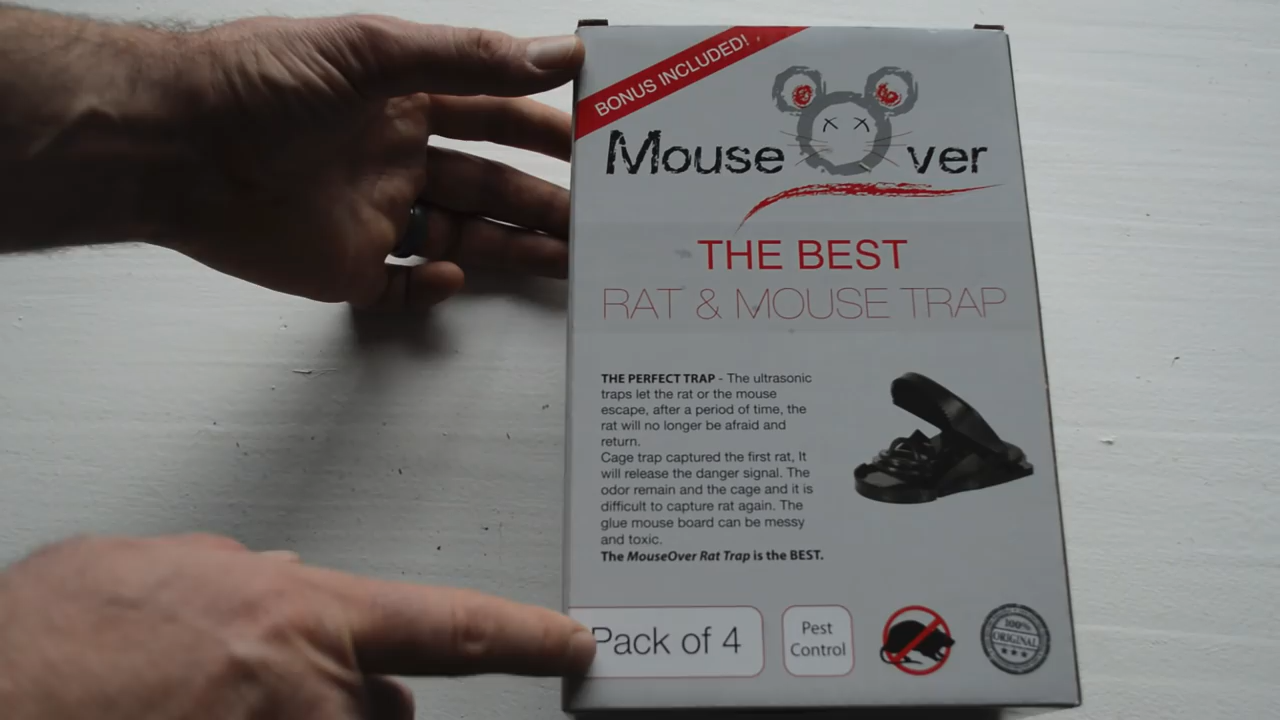 BONUS INCLUDED!
Mouse ver
THE BEST
RAT & MOUSE TRAP
THE PERFECT TRAP - The ultrasonic
traps let the rat or the mouse
escape, after a period of time, the
rat will no longer be afraid and
return.
Cage trap captured the first rat, It
will release the danger signal. The
odor remain and the cage and it is
difficult to capture rat again. The
glue mouse board can be messy
and toxic.
The MouseOver Rat Trap is the BEST.
Pack of 4
Pest
Control
100%
ORIGINAL